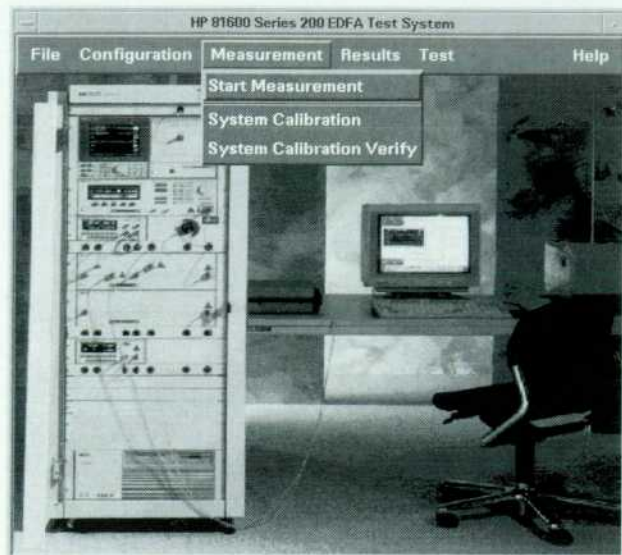 HP 81600 Series 200 EDFA Test System
File Configuration Measurement Results Test Help
Start Measurement
System Calibration
System Calibration Verify